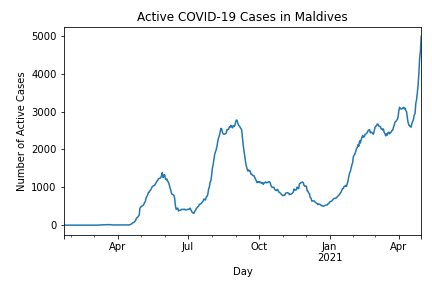 Active COVID-19 Cases in Maldives
Number of Active Cases
5000
4000
3000
2000
1000
0
Apr Jul Oct Jan Apr
2021
Day